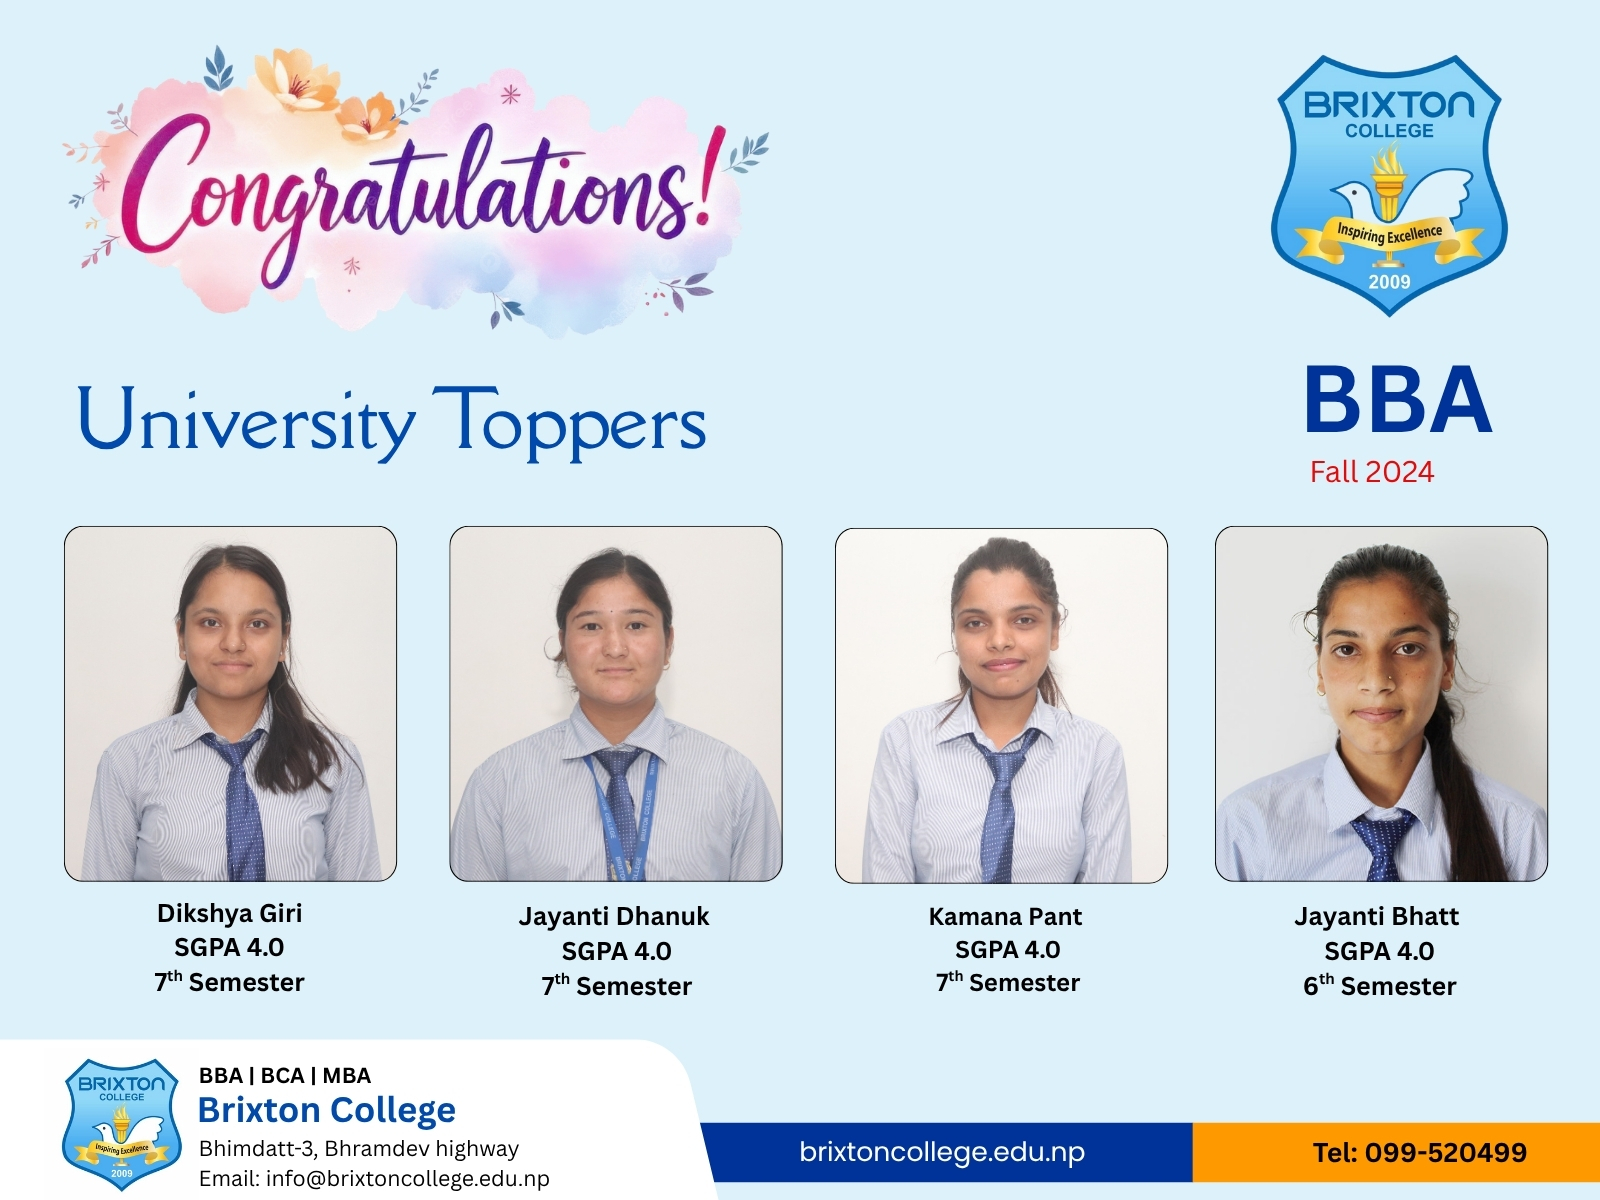 Congratulations!
BRIXTON
COLLEGE
Inspiring Excellence
2009
University Toppers
BBA
Fall 2024
BRIXTON COLLEGE
Dikshya Giri
SGPA 4.0
7th Semester
Jayanti Dhanuk
SGPA 4.0
7th Semester
Kamana Pant
SGPA 4.0
7th Semester
Jayanti Bhatt
SGPA 4.0
6th Semester
BRIXTON
COLLEGE
Inspiring Excellence
2009
BBA | BCA | MBA
Brixton College
Bhimdatt-3, Bhramdev highway
Email: info@brixtoncollege.edu.np
brixtoncollege.edu.np
Tel: 099-520499